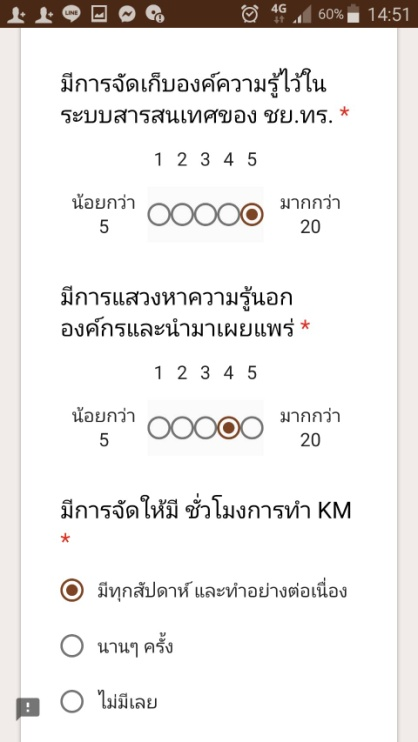 LINE
4G
60%
14:51
มีการจัดเก็บองค์ความรู้ไว้ใน
ระบบสารสนเทศของ ชย.ทร. *
1 2 3 4 5
น้อยกว่า
5
มากกว่า
20
มีการแสวงหาความรู้นอก
องค์กรและนำมาเผยแพร่ *
1 2 3 4 5
น้อยกว่า
5
มากกว่า
20
มีการจัดให้มี ชั่วโมงการทำ KM
*
มีทุกสัปดาห์ และทำอย่างต่อเนื่อง
นานๆ ครั้ง
ไม่มีเลย